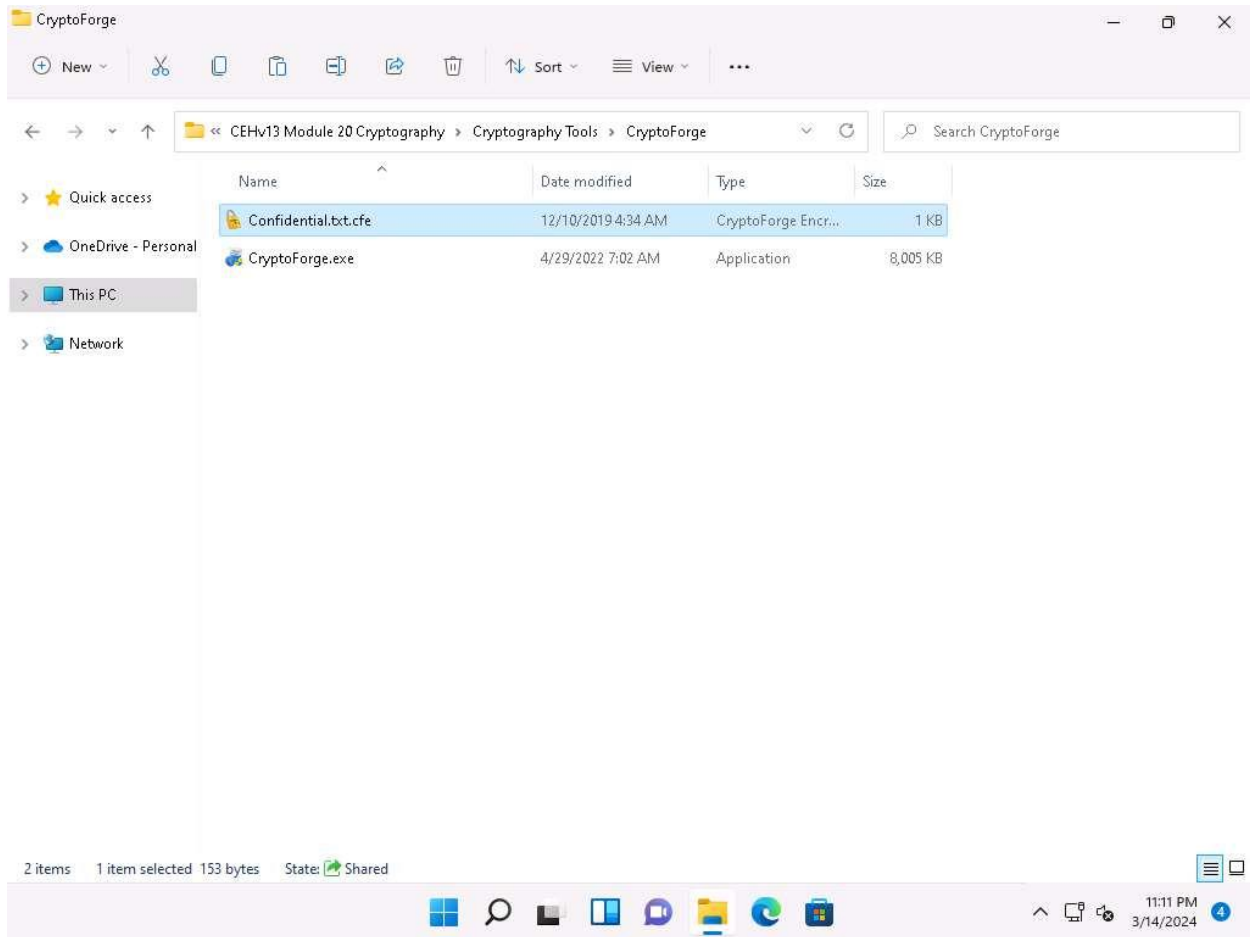 CryptoForge
New
Sort
View
CEHv13 Module 20 Cryptography > Cryptography Tools > CryptoForge
Search CryptoForge
Name Date modified Type Size
Quick access
OneDrive - Personal
This PC
Network
Confidential.txt.cfe 12/10/2019 4:34 AM CryptoForge Encr... 1 KB
CryptoForge.exe 4/29/2022 7:02 AM Application 8,005 KB
2 items 1 item selected 153 bytes State: Shared
11:11 PM
3/14/2024
4